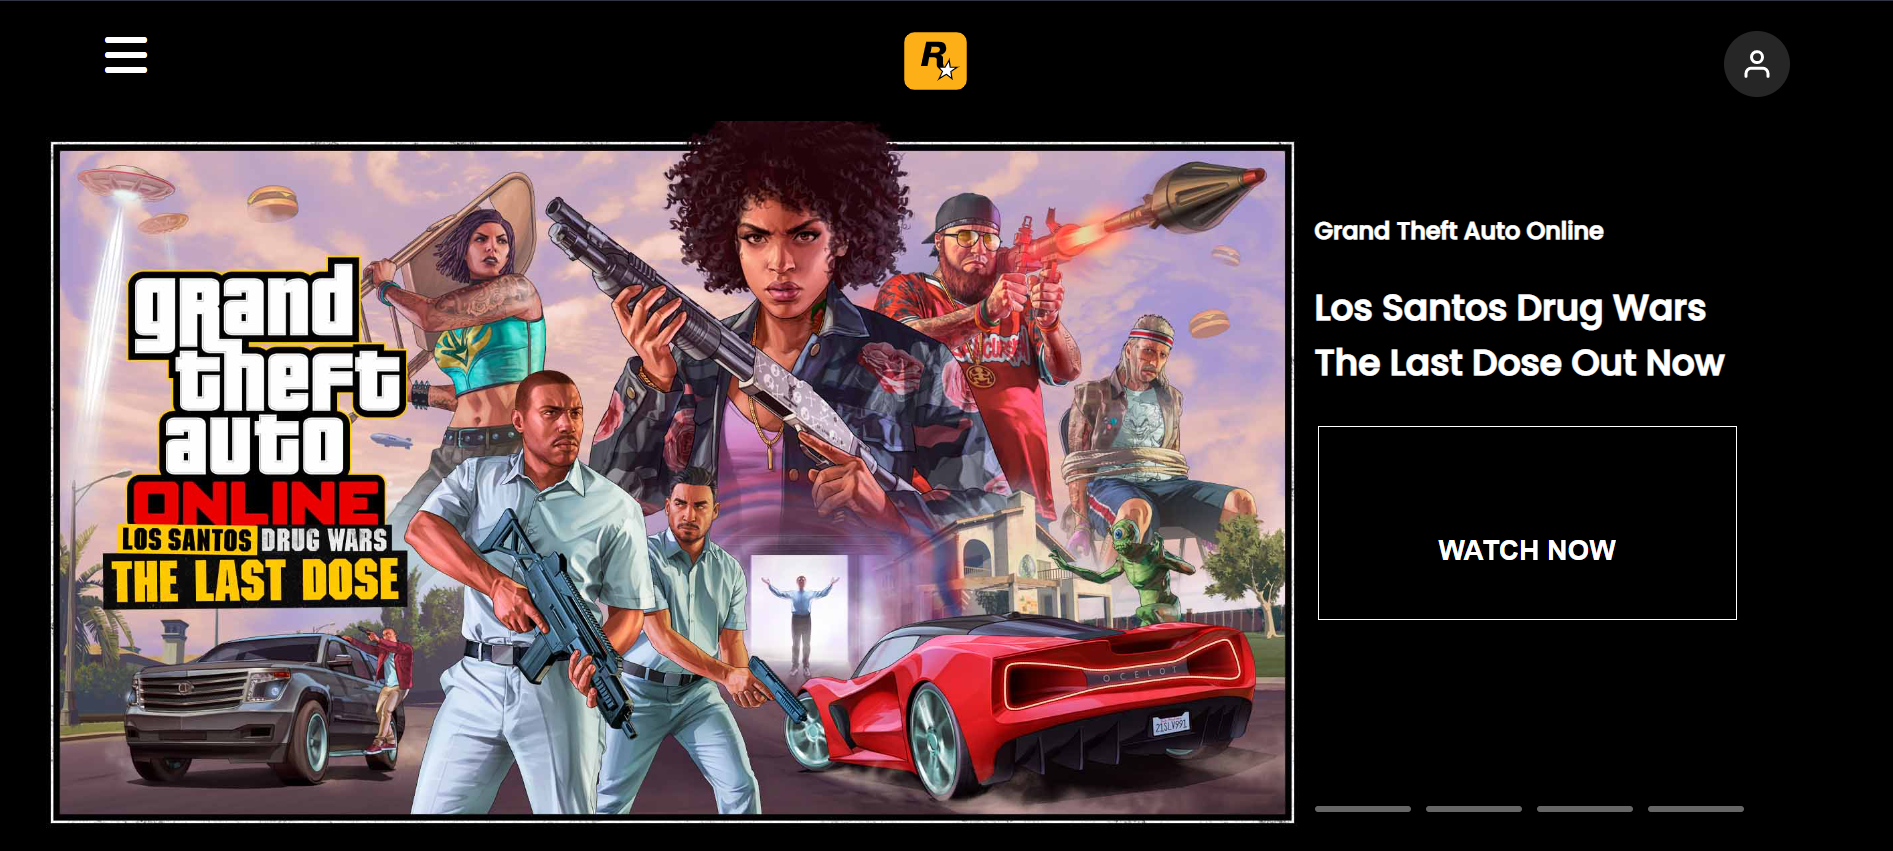 R
grand
theft
auto
ONLINE
LOS SANTOS DRUG WARS
THE LAST DOSE
OCELOT
Grand Theft Auto Online
Los Santos Drug Wars
The Last Dose Out Now
WATCH NOW